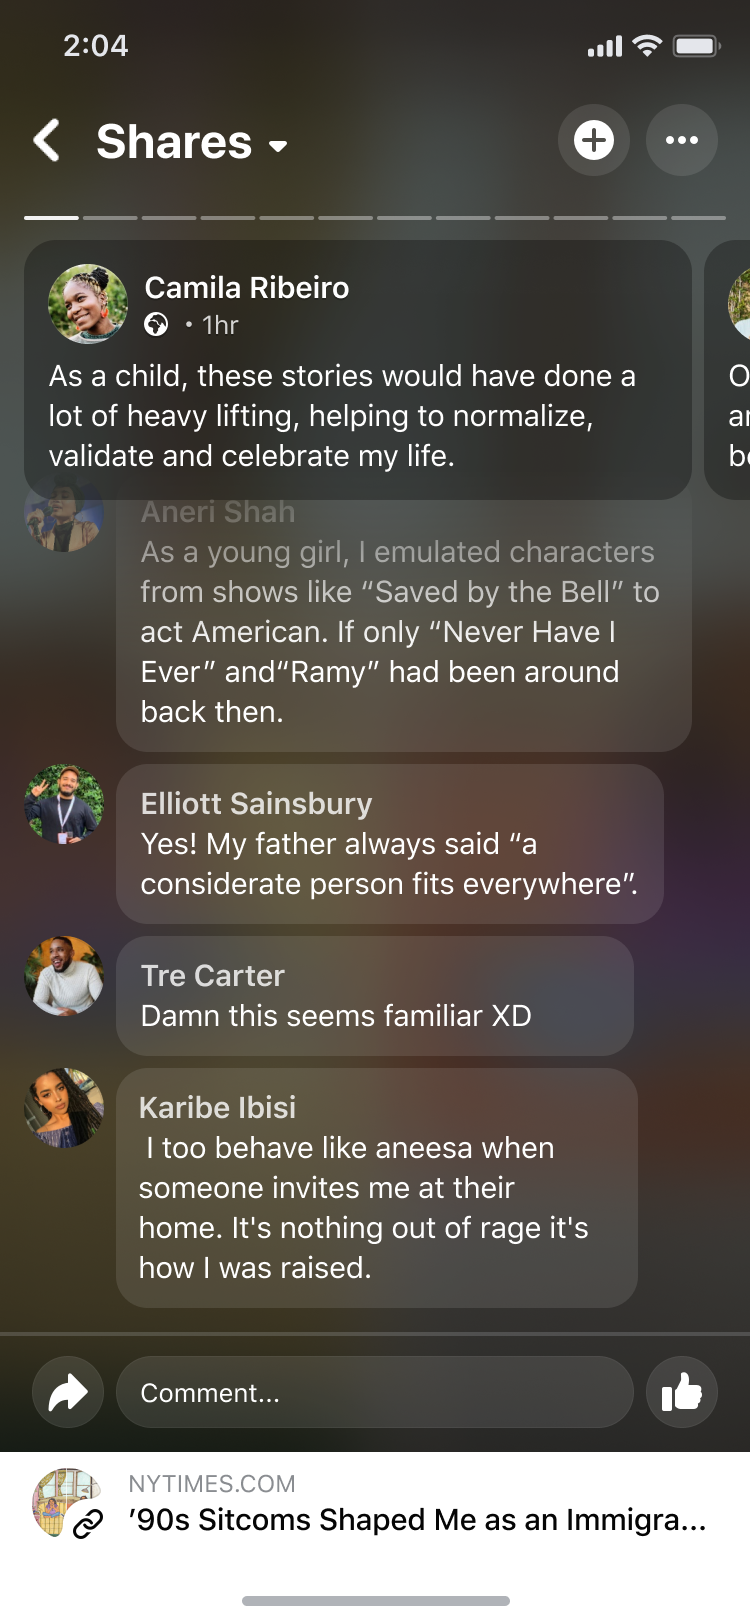 2:04
Shares
Camila Ribeiro
• 1hr
As a child, these stories would have done a
lot of heavy lifting, helping to normalize,
validate and celebrate my life.
Aneri Shah
As a young girl, I emulated characters
from shows like “Saved by the Bell” to
act American. If only “Never Have I
Ever” and“Ramy” had been around
back then.
Elliott Sainsbury
Yes! My father always said “a
considerate person fits everywhere”.
Tre Carter
Damn this seems familiar XD
Karibe Ibisi
I too behave like aneesa when
someone invites me at their
home. It's nothing out of rage it's
how I was raised.
Comment...
NYTIMES.COM
’90s Sitcoms Shaped Me as an Immigra...